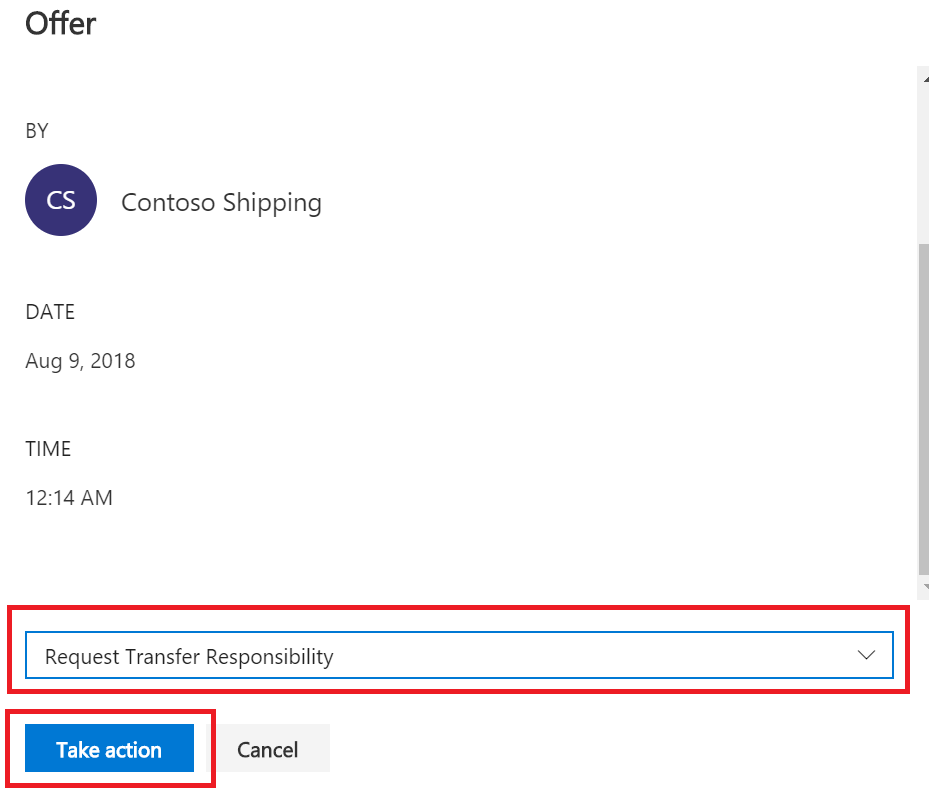 Offer
BY
CS
Contoso Shipping
DATE
Aug 9, 2018
TIME
12:14 AM
Request Transfer Responsibility
Take action
Cancel